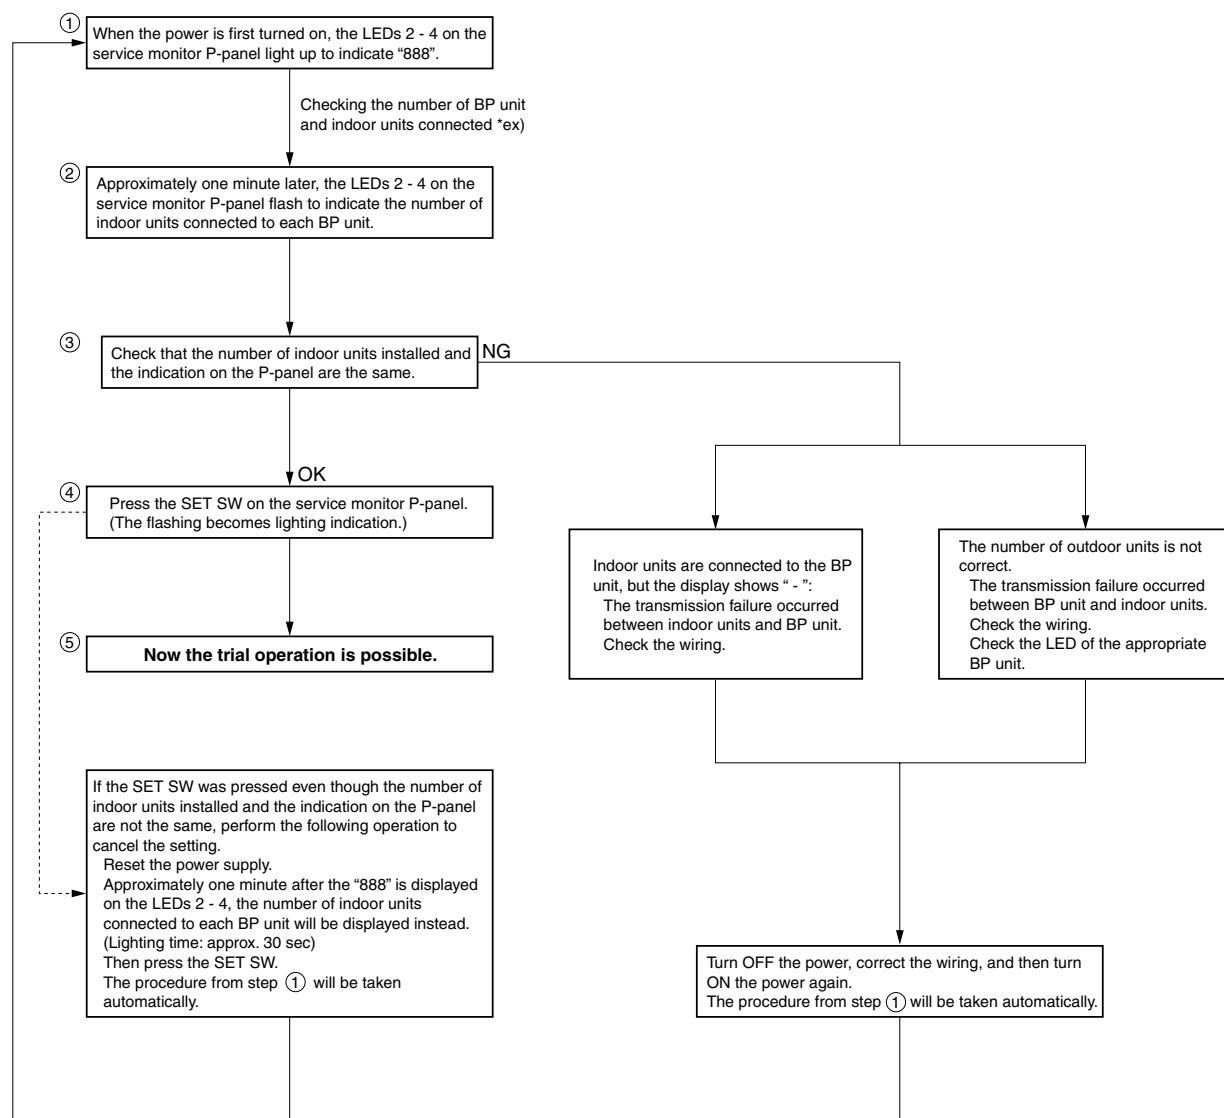 ①
When the power is first turned on, the LEDs 2 - 4 on the
service monitor P-panel light up to indicate “888”.
Checking the number of BP unit
and indoor units connected *ex)
②
Approximately one minute later, the LEDs 2 - 4 on the
service monitor P-panel flash to indicate the number of
indoor units connected to each BP unit.
③
Check that the number of indoor units installed and
the indication on the P-panel are the same.
NG
OK
④
Press the SET SW on the service monitor P-panel.
(The flashing becomes lighting indication.)
⑤
Now the trial operation is possible.
If the SET SW was pressed even though the number of
indoor units installed and the indication on the P-panel
are not the same, perform the following operation to
cancel the setting.
Reset the power supply.
Approximately one minute after the “888” is displayed
on the LEDs 2 - 4, the number of indoor units
connected to each BP unit will be displayed instead.
(Lighting time: approx. 30 sec)
Then press the SET SW.
The procedure from step ① will be taken
automatically.
Indoor units are connected to the BP
unit, but the display shows “ - ”:
The transmission failure occurred
between indoor units and BP unit.
Check the wiring.
The number of outdoor units is not
correct.
The transmission failure occurred
between BP unit and indoor units.
Check the wiring.
Check the LED of the appropriate
BP unit.
Turn OFF the power, correct the wiring, and then turn
ON the power again.
The procedure from step ① will be taken automatically.